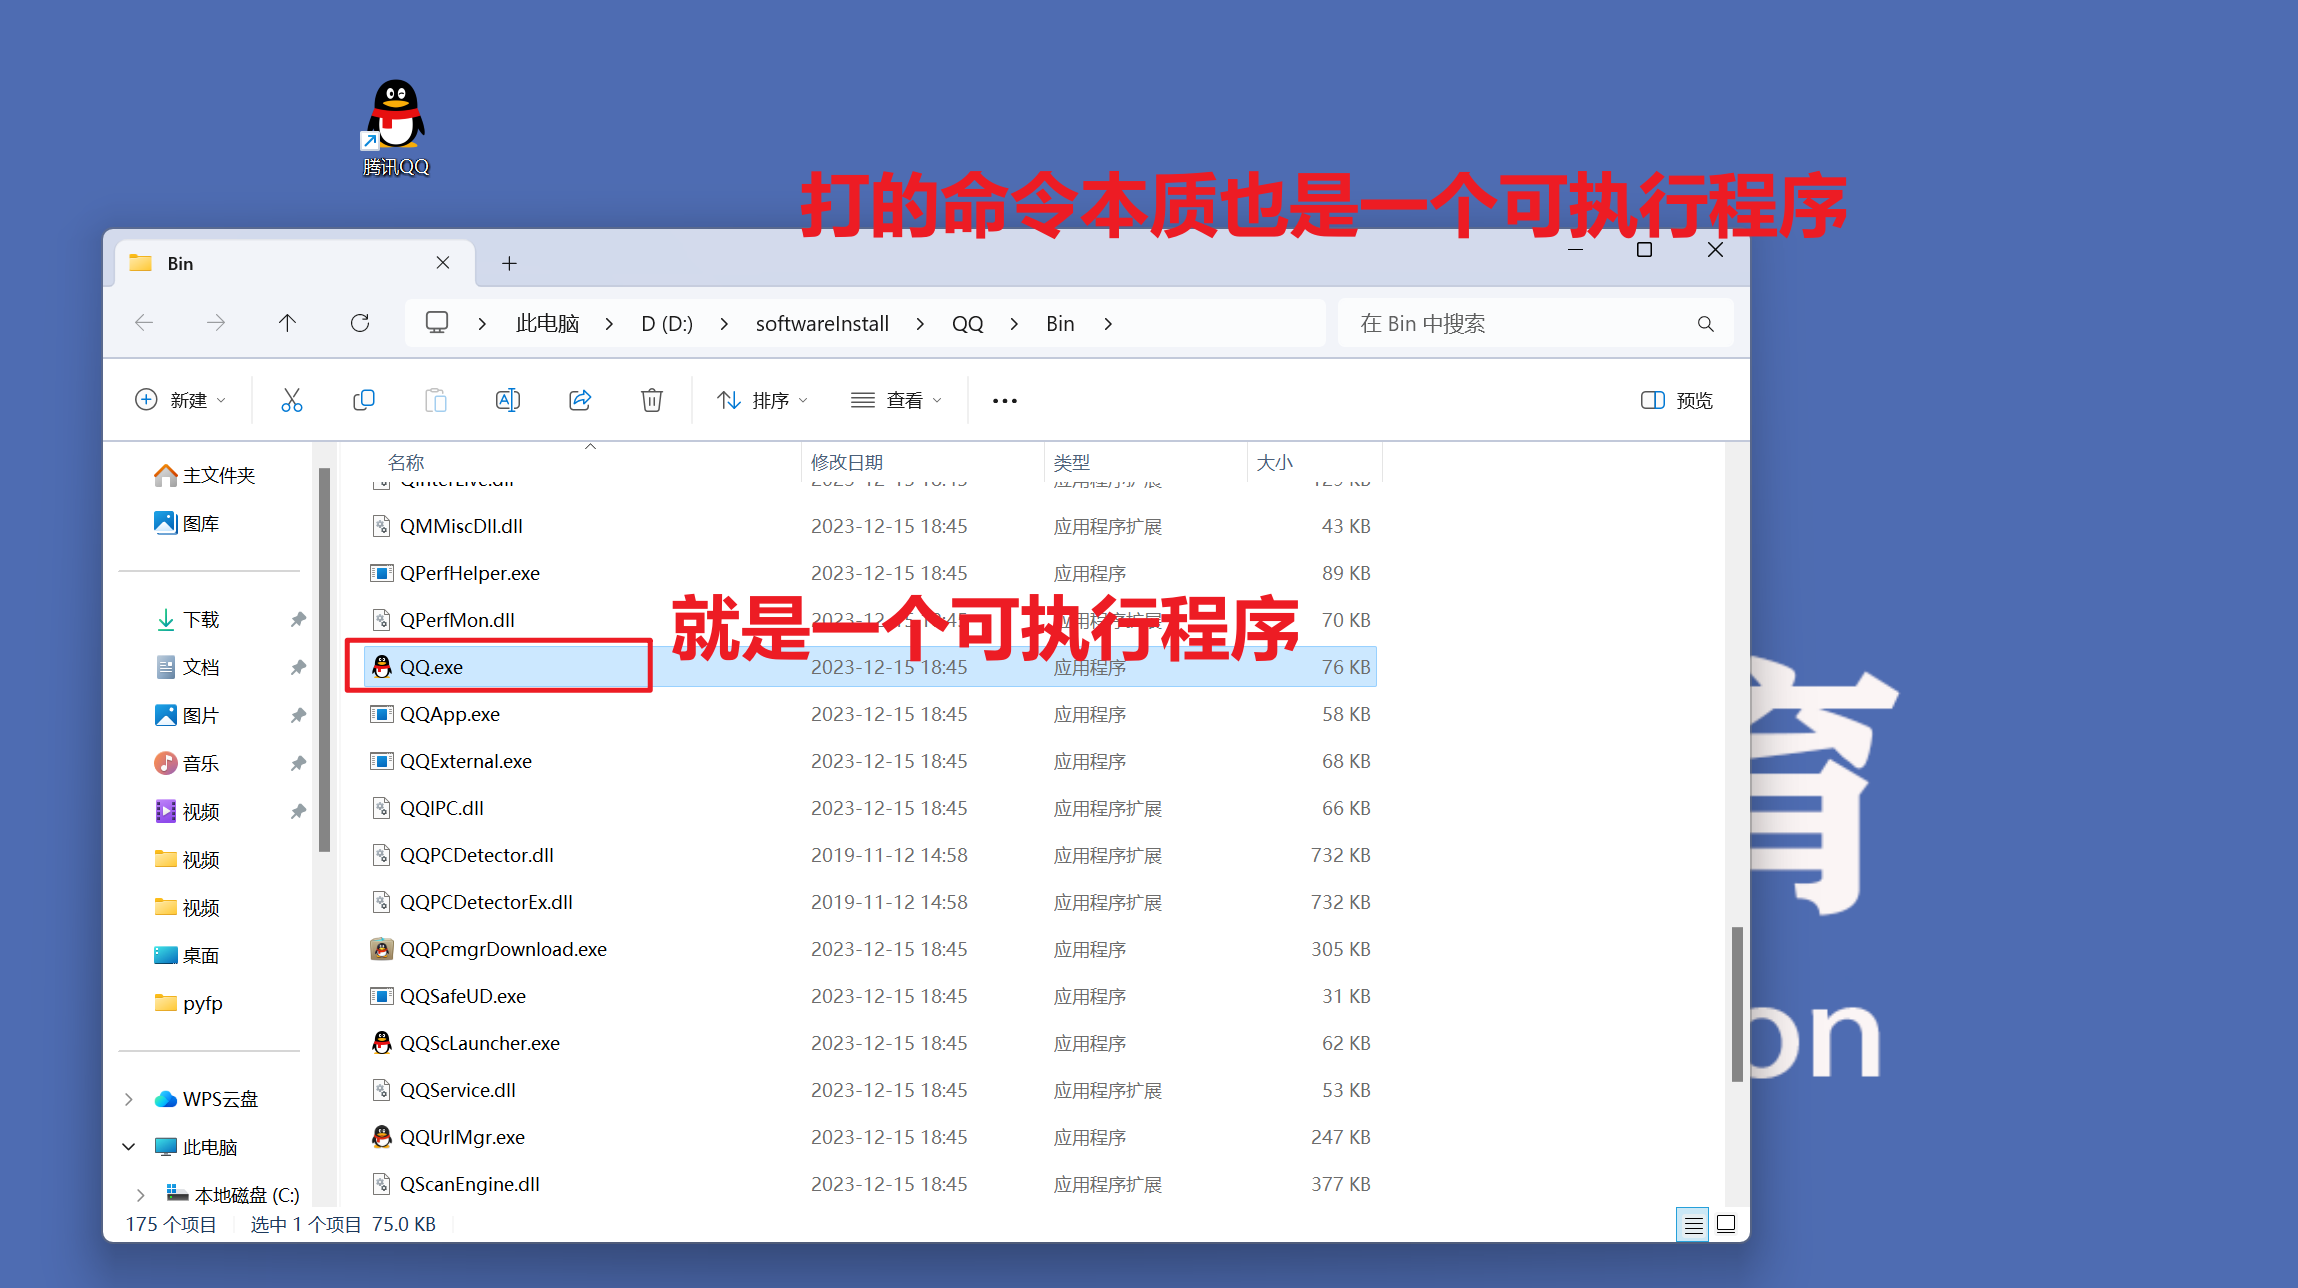 腾讯QQ
打的命令本质也是一个可执行程序
Bin
此电脑 D (D:) softwareInstall QQ Bin
在 Bin 中搜索
新建
排序
查看
预览
主文件夹
图库
下载
文档
图片
音乐
视频
视频
视频
桌面
pyfp
WPS云盘
此电脑
本地磁盘 (C:)
名称 修改日期 类型 大小
QMMiscDll.dll 2023-12-15 18:45 应用程序扩展 43 KB
QPerfHelper.exe 2023-12-15 18:45 应用程序 89 KB
就是一个可执行程序
QPerfMon.dll 2023-12-15 18:45 应用程序扩展 70 KB
QQ.exe 2023-12-15 18:45 应用程序 76 KB
QQApp.exe 2023-12-15 18:45 应用程序 58 KB
QQExternal.exe 2023-12-15 18:45 应用程序 68 KB
QQIPC.dll 2023-12-15 18:45 应用程序扩展 66 KB
QQPCDetector.dll 2019-11-12 14:58 应用程序扩展 732 KB
QQPCDetectorEx.dll 2019-11-12 14:58 应用程序扩展 732 KB
QQPcmgrDownload.exe 2023-12-15 18:45 应用程序 305 KB
QQSafeUD.exe 2023-12-15 18:45 应用程序 31 KB
QQScLauncher.exe 2023-12-15 18:45 应用程序 62 KB
QQService.dll 2023-12-15 18:45 应用程序扩展 53 KB
QQUrlMgr.exe 2023-12-15 18:45 应用程序 247 KB
QScanEngine.dll 2023-12-15 18:45 应用程序扩展 377 KB
175 个项目 选中 1 个项目 75.0 KB
育
on